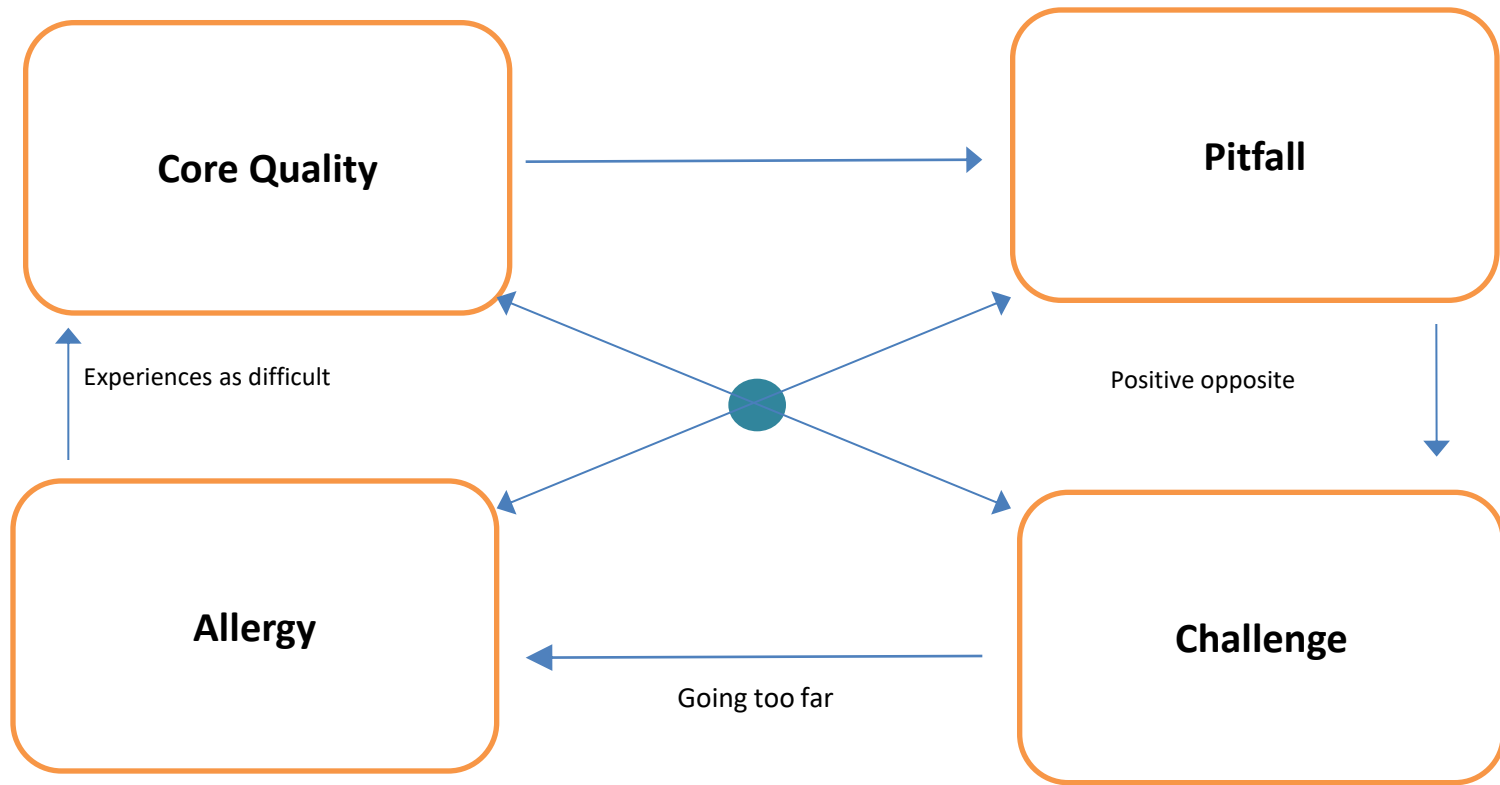 Core Quality
Pitfall
Experiences as difficult
Positive opposite
Allergy
Challenge
Going too far